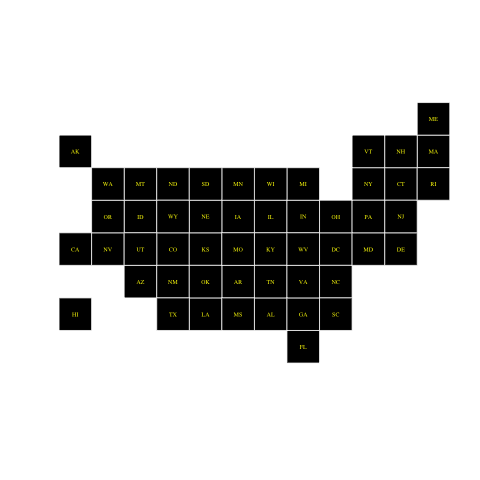 ME
AK VT NH MA
WA MT ND SD MN WI MI NY CT RI
OR ID WY NE IA IL IN OH PA NJ
CA NV UT CO KS MO KY WV DC MD DE
AZ NM OK AR TN VA NC
HI TX LA MS AL GA SC
FL